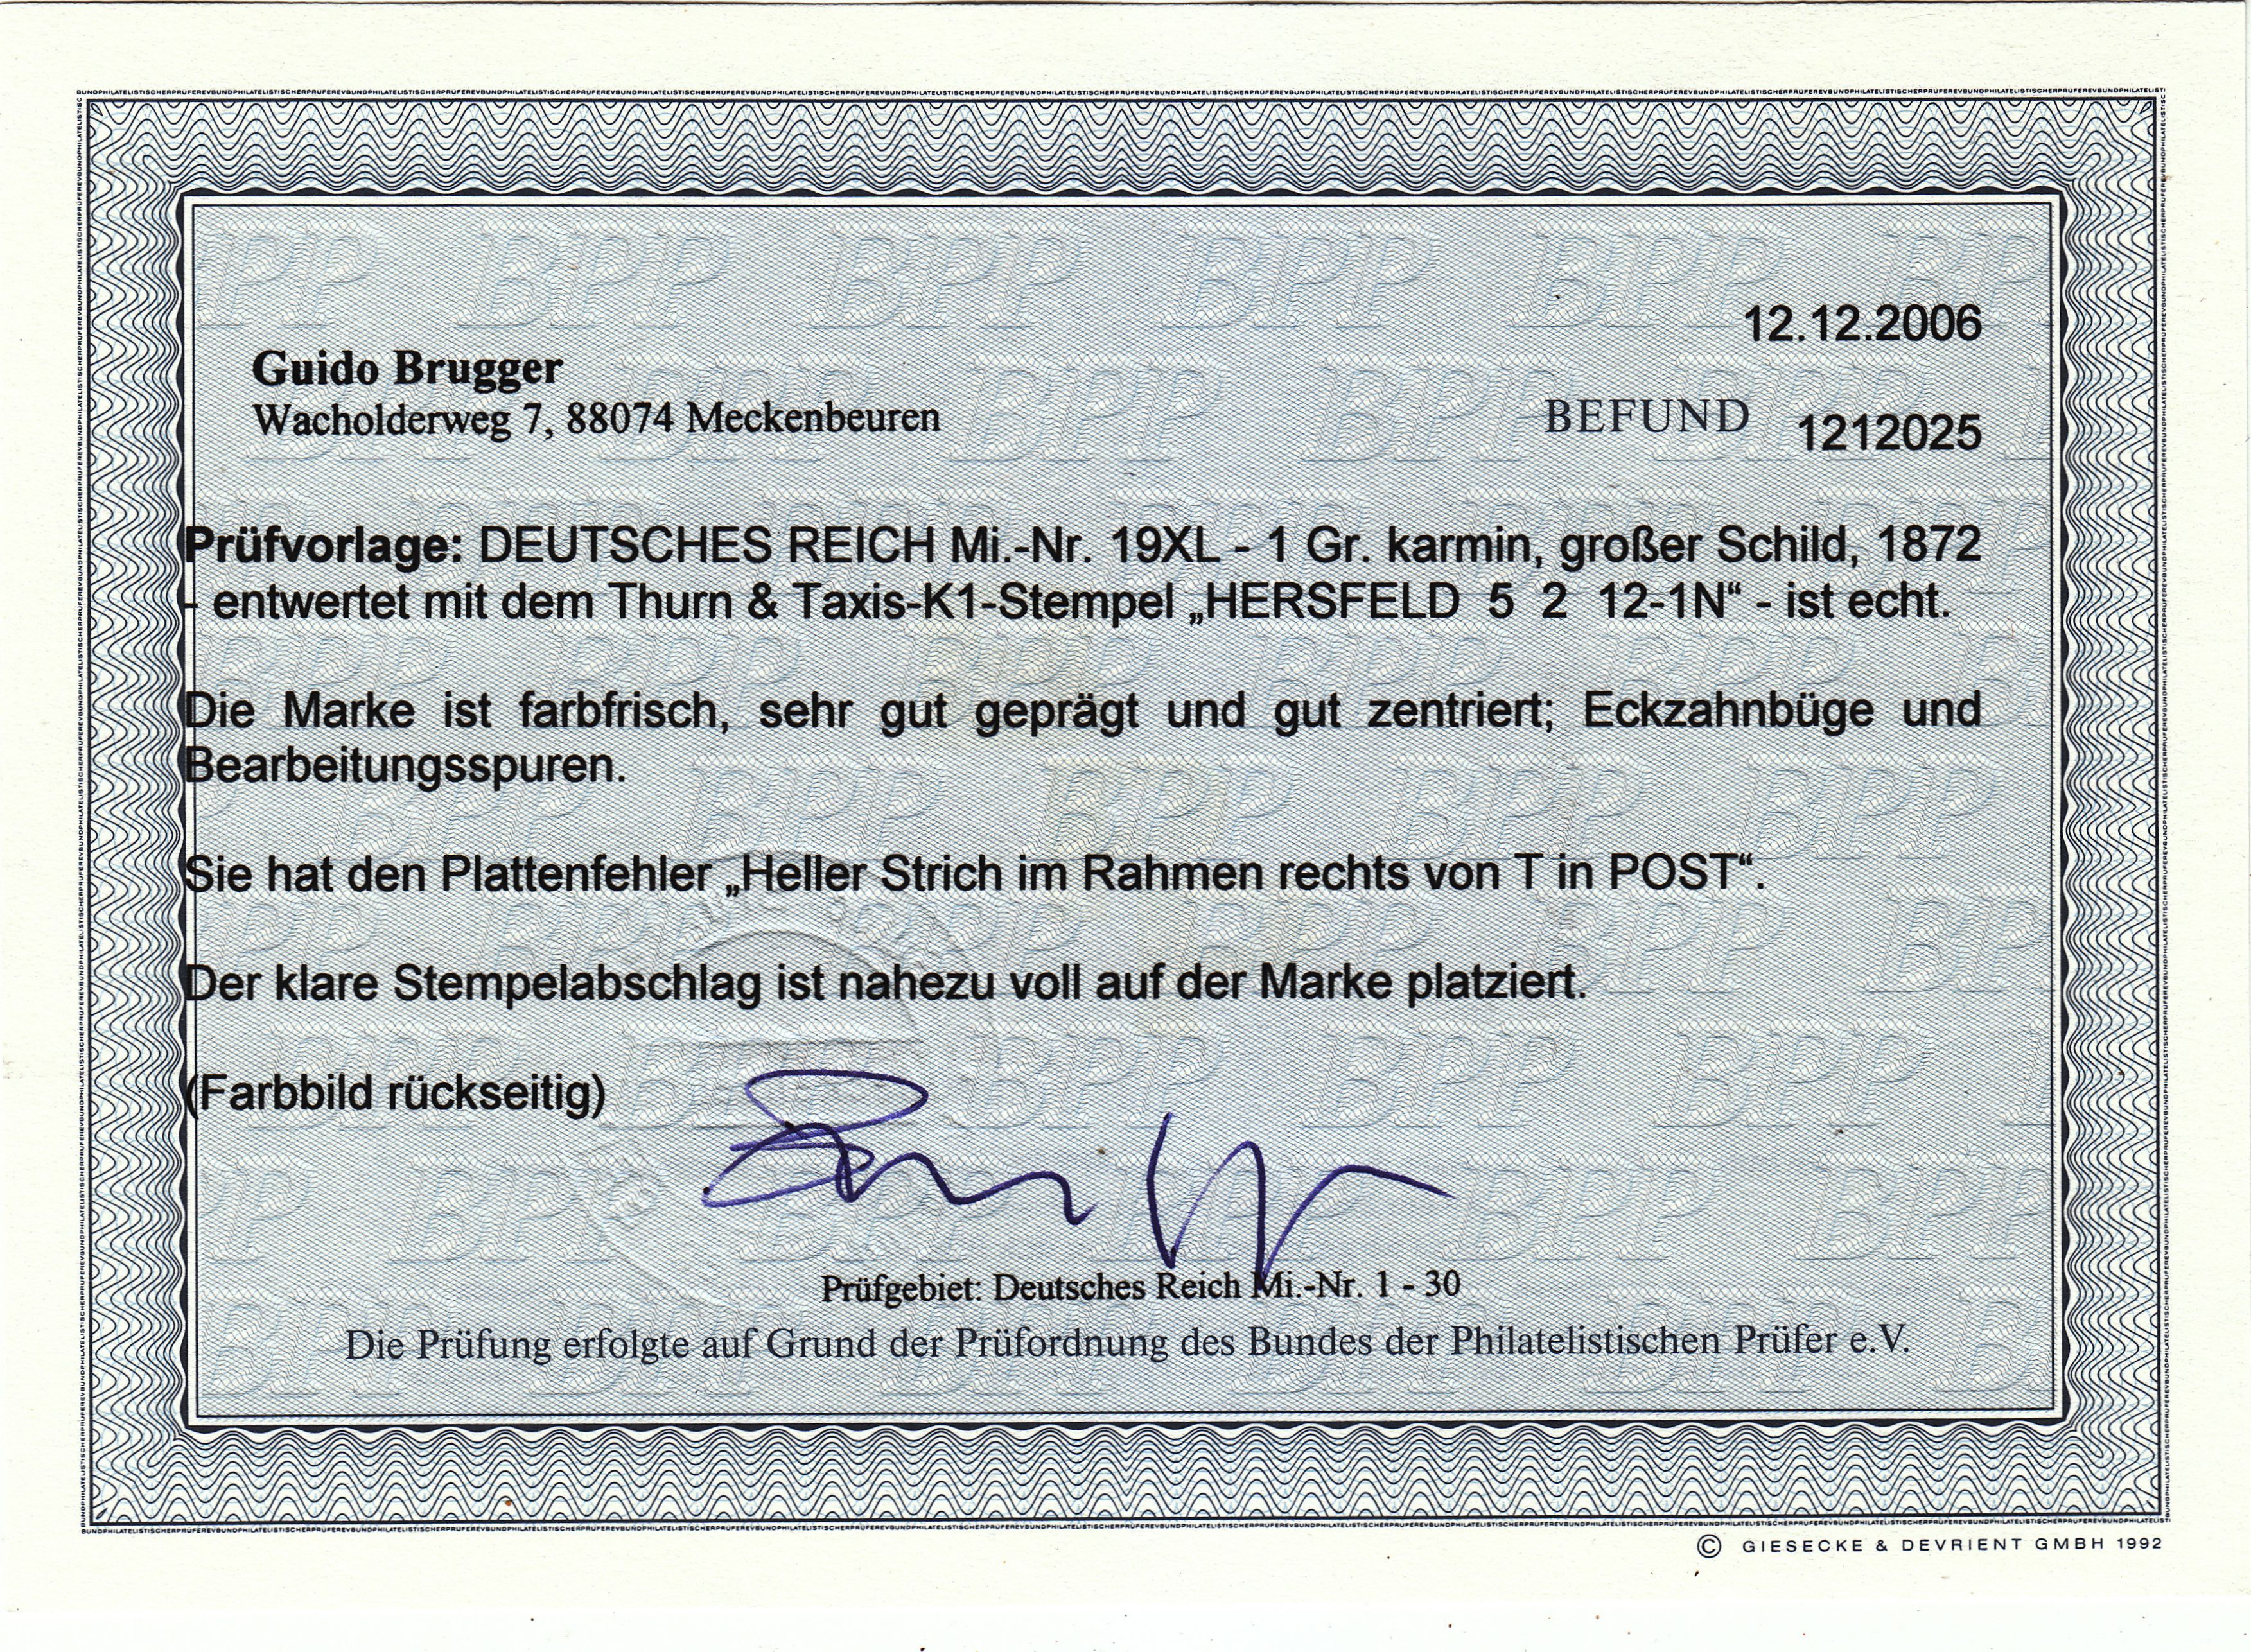 12.12.2006
Guido Brugger
Wacholderweg 7, 88074 Meckenbeuren
BEFUND 1212025
Prüfvorlage: DEUTSCHES REICH Mi.-Nr. 19XL - 1 Gr. karmin, großer Schild, 1872
- entwertet mit dem Thurn & Taxis-K1-Stempel „HERSFELD 5 2 12-1N“ - ist echt.
Die Marke ist farbfrisch, sehr gut geprägt und gut zentriert; Eckzahnbüge und
Bearbeitungsspuren.
Sie hat den Plattenfehler „Heller Strich im Rahmen rechts von T in POST“.
Der klare Stempelabschlag ist nahezu voll auf der Marke platziert.
(Farbbild rückseitig)
Prüfgebiet: Deutsches Reich Mi.-Nr. 1 - 30
Die Prüfung erfolgte auf Grund der Prüfordnung des Bundes der Philatelistischen Prüfer e.V.
© GIESECKE & DEVRIENT GMBH 1992